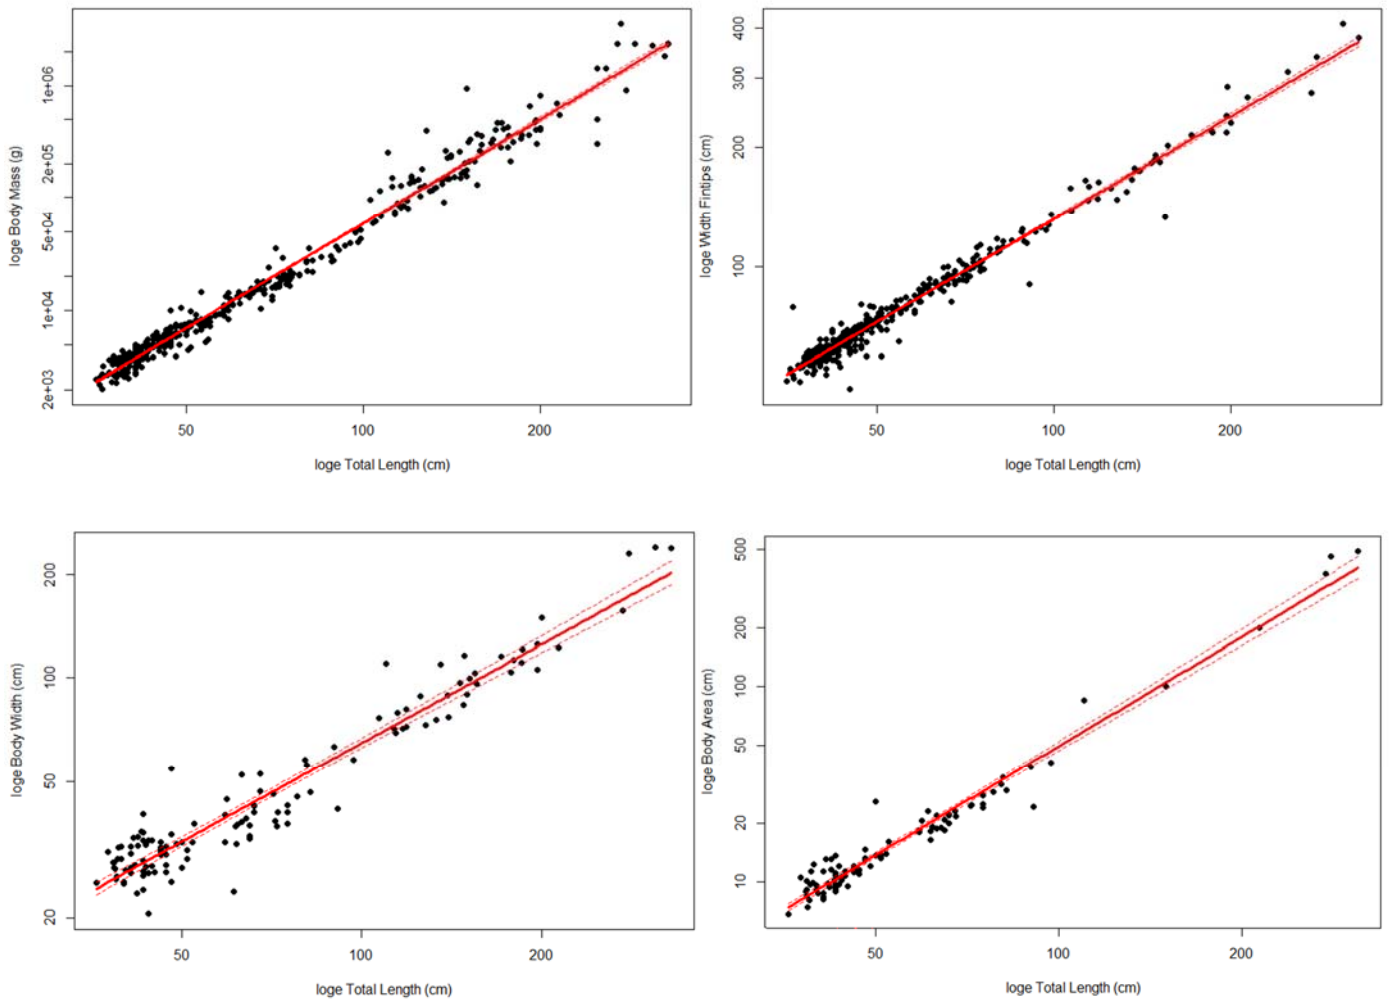 loge Body Mass (g)
1e+06
2e+05
5e+04
1e+04
2e+03
50
100
200
loge Total Length (cm)
loge Width Fintips (cm)
400
300
200
100
50
100
200
loge Total Length (cm)
loge Body Width (cm)
200
100
50
20
50
100
200
loge Total Length (cm)
loge Body Area (cm)
500
200
100
50
20
10
50
100
200
loge Total Length (cm)